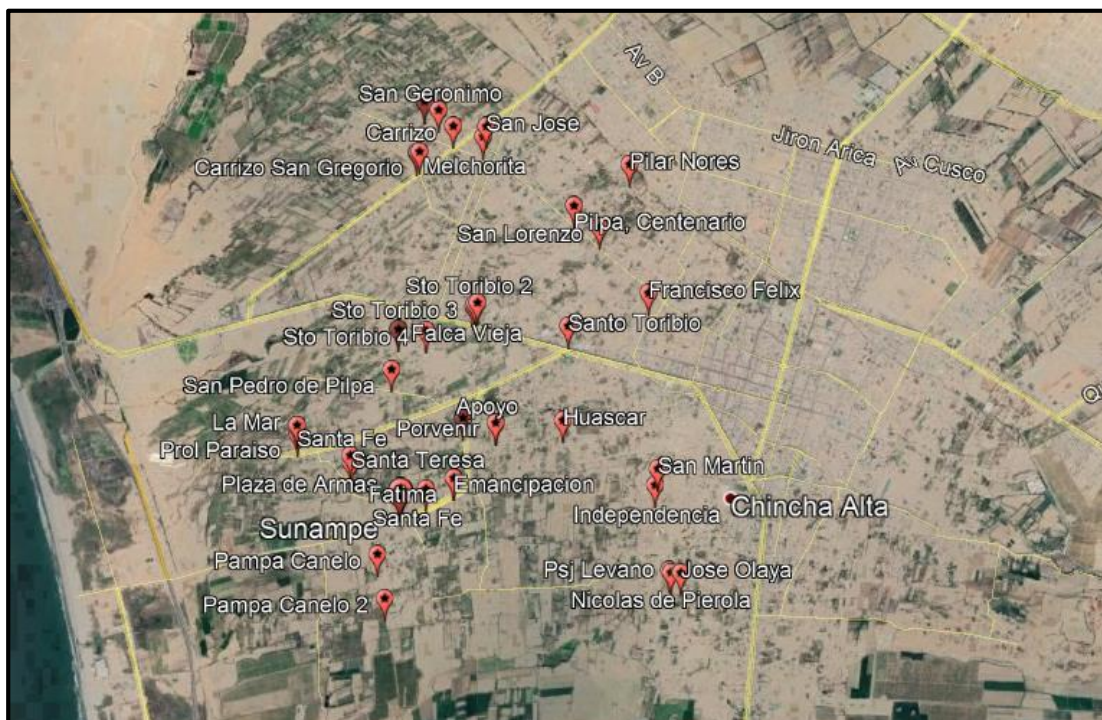 Av B
San Geronimo
Carrizo
San Jose
Jiron Arica
Av Cusco
Carrizo San Gregorio
Melchorita
Pilar Nores
Pilpa, Centenario
San Lorenzo
Sto Toribio 2
Francisco Felix
Sto Toribio 3
Santo Toribio
Sto Toribio 4
Falca Vieja
San Pedro de Pilpa
Apoyo
La Mar
Porvenir
Huascar
Prol Paraiso
Santa Fe
Santa Teresa
San Martin
Plaza de Armas
Fatima
Emancipacion
Santa Fe
Independencia
Chincha Alta
Sunampe
Pampa Canelo
Psj Levano
Jose Olaya
Pampa Canelo 2
Nicolas de Pierola